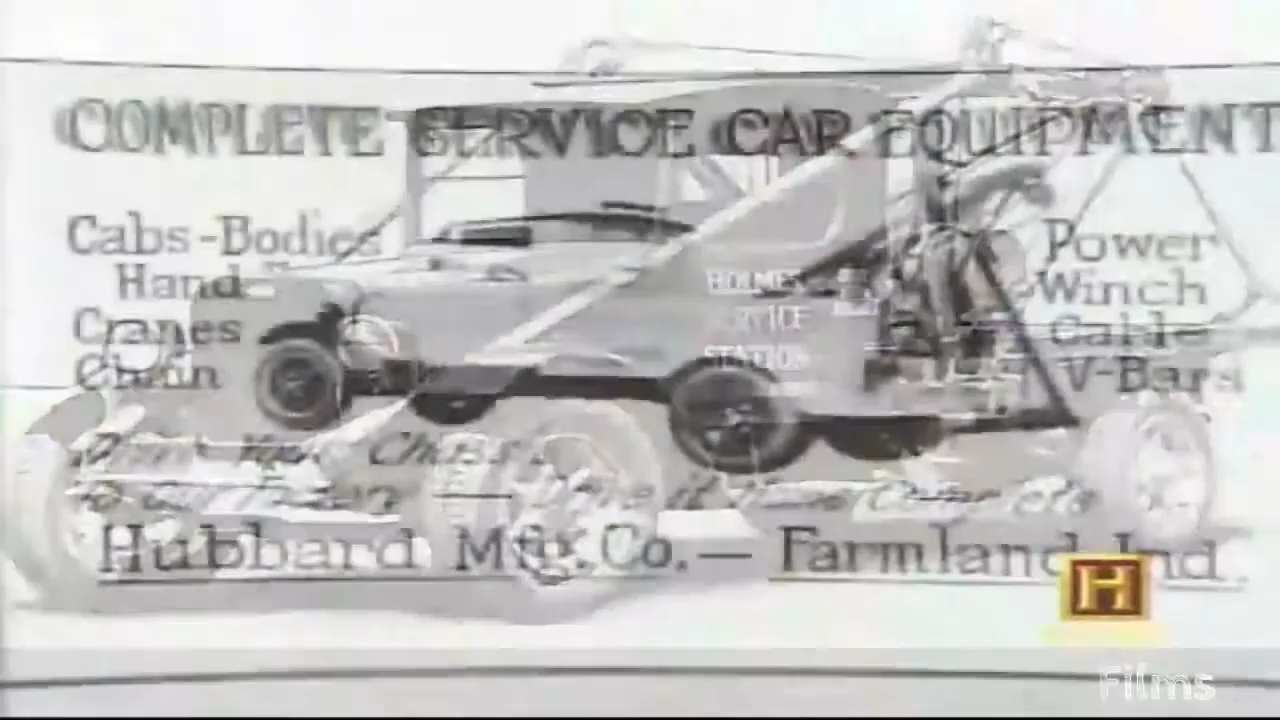 COMPLETE SERVICE CAR EQUIPMENT
Cabs-Bodies
Hand
Cranes
Chain
Power
Winch
Cable
V-Bars
HOLMES
SERVICE
STATION
Hubbard Mfg. Co. — Farmland Ind.
H
Films